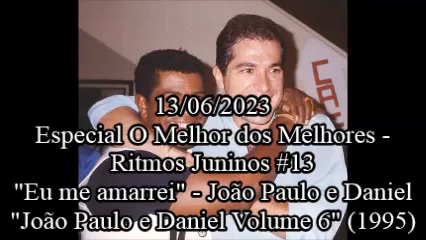 13/06/2023
Especial O Melhor dos Melhores -
Ritmos Juninos #13
"Eu me amarrei" - João Paulo e Daniel
"João Paulo e Daniel Volume 6" (1995)